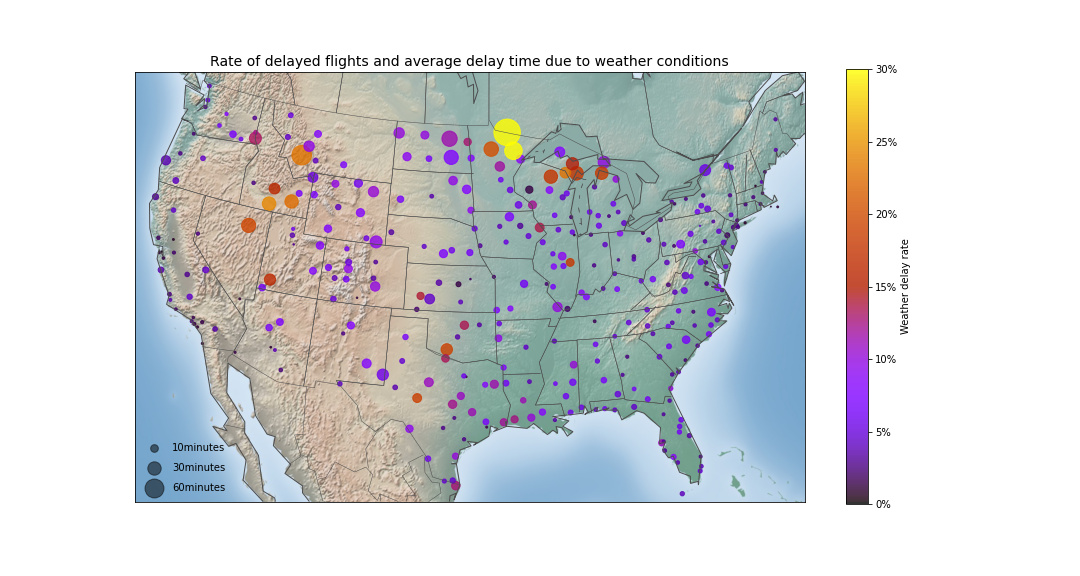 Rate of delayed flights and average delay time due to weather conditions
30%
25%
20%
15%
10%
5%
0%
Weather delay rate
10minutes
30minutes
60minutes